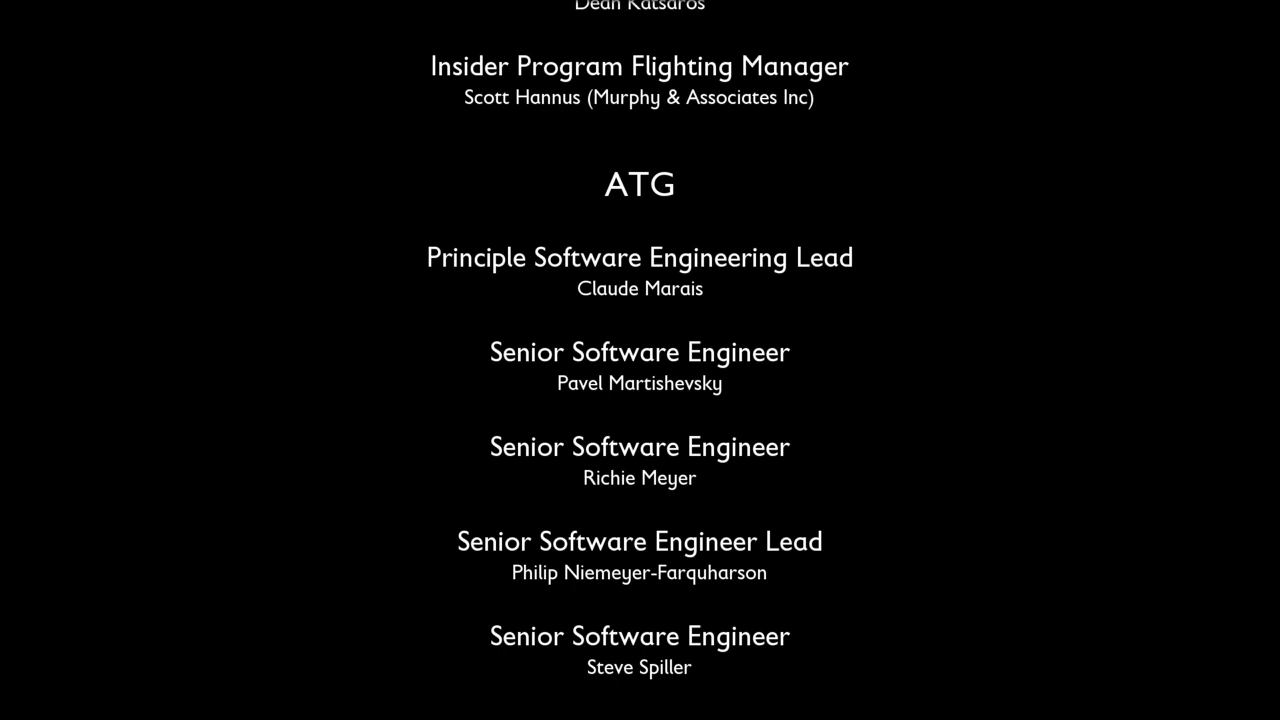 Dean Katsaros
Insider Program Flighting Manager
Scott Hannus (Murphy & Associates Inc)
ATG
Principle Software Engineering Lead
Claude Marais
Senior Software Engineer
Pavel Martishevsky
Senior Software Engineer
Richie Meyer
Senior Software Engineer Lead
Philip Niemeyer-Farquharson
Senior Software Engineer
Steve Spiller